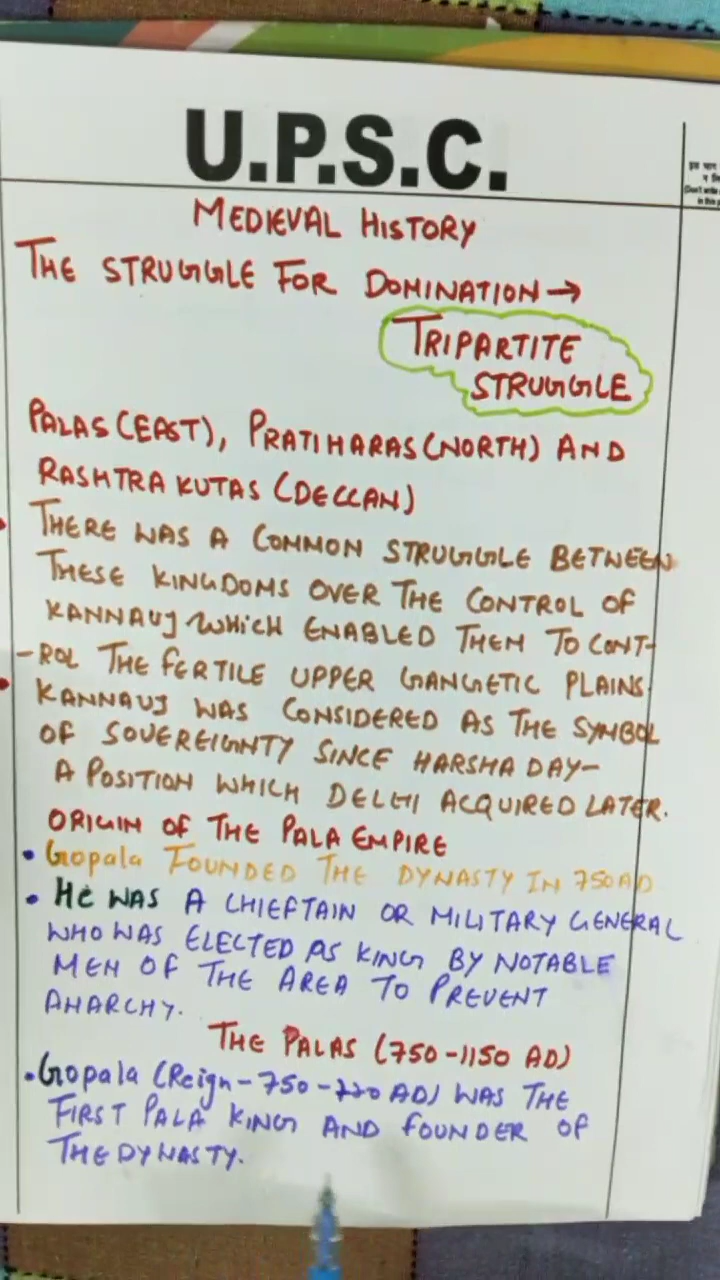 U.P.S.C.
इस भाग
(Don't write
in this p
MEDIEVAL HISTORY
THE STRUGGLE FOR DOMINATION →
TRIPARTITE
STRUGGLE
PALAS (EAST), PRATIHARAS (NORTH) AND
RASHTRAKUTAS (DECCAN)
THERE WAS A COMMON STRUGGLE BETWEEN
THESE KINGDOMS OVER THE CONTROL OF
KANNAUJ WHICH ENABLED THEM TO CONT-
-ROL THE FERTILE UPPER GANGETIC PLAINS.
KANNAUJ WAS CONSIDERED AS THE SYMBOL
OF SOVEREIGNTY SINCE HARSHA DAY-
A POSITION WHICH DELHI ACQUIRED LATER.
ORIGIN OF THE PALA EMPIRE
• Gopala FOUNDED THE DYNASTY IN 750 AD
• HE WAS A CHIEFTAIN OR MILITARY GENERAL
WHO WAS ELECTED AS KING BY NOTABLE
MEN OF THE AREA TO PREVENT
ANARCHY.
THE PALAS (750-1150 AD)
• Gopala (Reign-750-770 AD) WAS THE
FIRST PALA KING AND FOUNDER OF
THE DYNASTY.